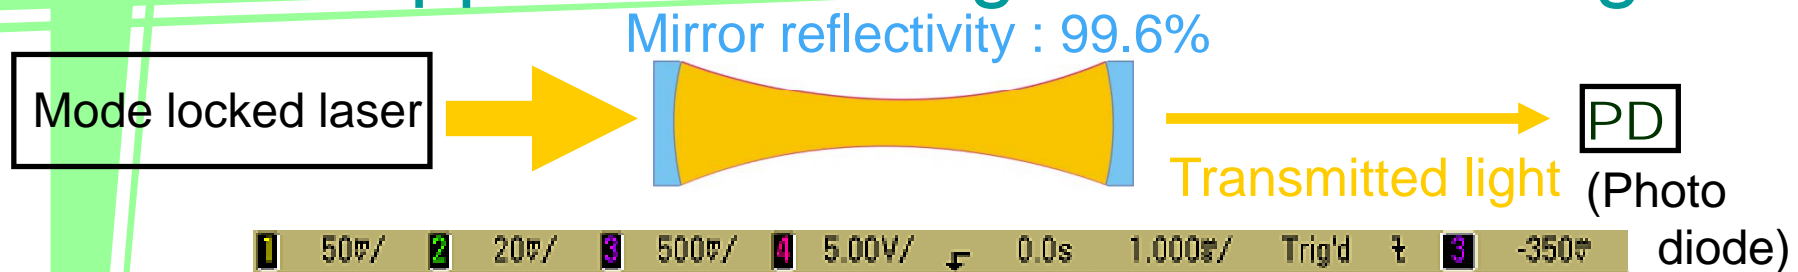 Mirror reflectivity : 99.6%
Mode locked laser
PD
Transmitted light
(Photo
diode)
1 50mV/ 2 20mV/ 3 500mV/ 4 5.00V/ 0.0s 1.000ms/ Trig'd 3 -350mV